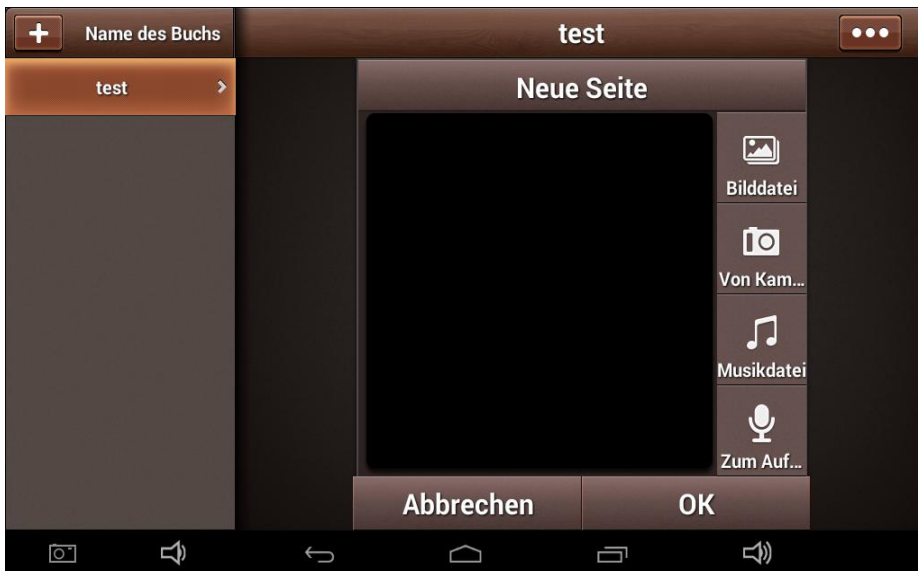 Name des Buchs
test
test
Neue Seite
Bilddatei
Von Kam...
Musikdatei
Zum Auf...
Abbrechen
OK